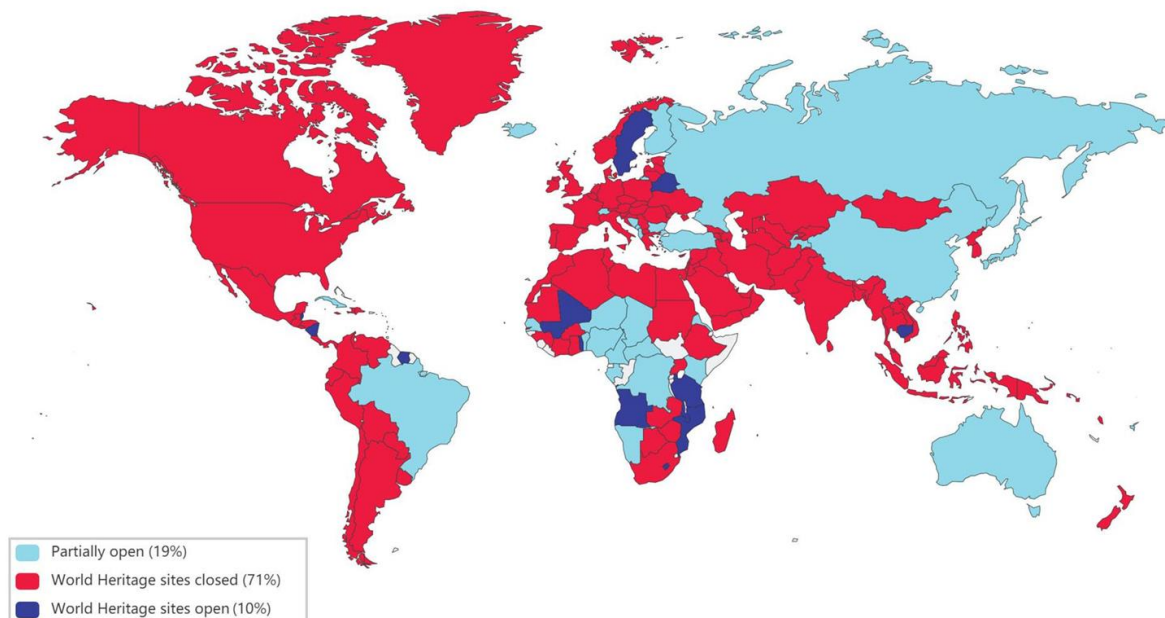 Partially open (19%)
World Heritage sites closed (71%)
World Heritage sites open (10%)